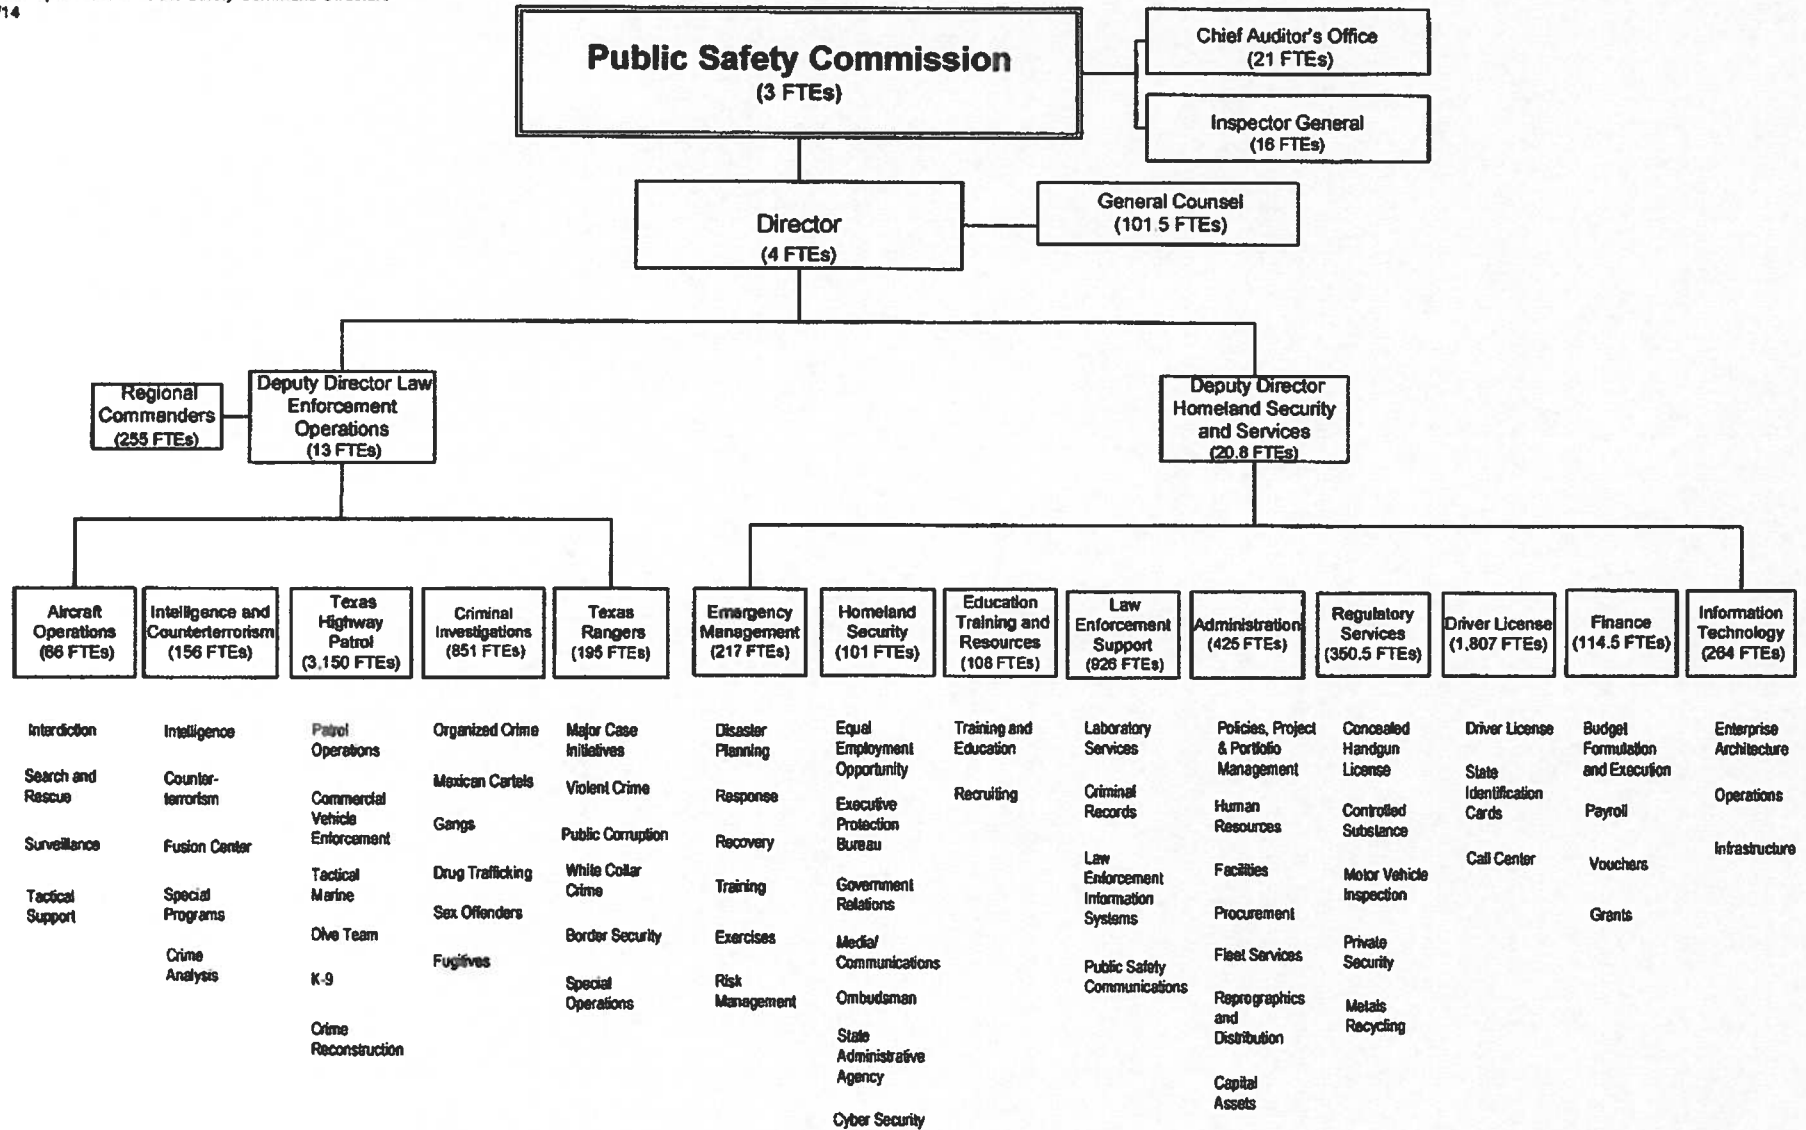 /14
Public Safety Commission
(3 FTEs)
Chief Auditor's Office
(21 FTEs)
Inspector General
(16 FTEs)
Director
(4 FTEs)
General Counsel
(101.5 FTEs)
Regional
Commanders
(255 FTEs)
Deputy Director Law
Enforcement
Operations
(13 FTEs)
Deputy Director
Homeland Security
and Services
(20.8 FTEs)
Aircraft
Operations
(66 FTEs)
Intelligence and
Counterterrorism
(156 FTEs)
Texas
Highway
Patrol
(3,150 FTEs)
Criminal
Investigations
(851 FTEs)
Texas
Rangers
(195 FTEs)
Emergency
Management
(217 FTEs)
Homeland
Security
(101 FTEs)
Education
Training and
Resources
(108 FTEs)
Law
Enforcement
Support
(926 FTEs)
Administration
(425 FTEs)
Regulatory
Services
(350.5 FTEs)
Driver License
(1,807 FTEs)
Finance
(114.5 FTEs)
Information
Technology
(264 FTEs)
Interdiction
Search and
Rescue
Surveillance
Tactical
Support
Intelligence
Counter-
terrorism
Fusion Center
Special
Programs
Crime
Analysis
Patrol
Operations
Commercial
Vehicle
Enforcement
Tactical
Marine
Dive Team
K-9
Crime
Reconstruction
Organized Crime
Mexican Cartels
Gangs
Drug Trafficking
Sex Offenders
Fugitives
Major Case
Initiatives
Violent Crime
Public Corruption
White Collar
Crime
Border Security
Special
Operations
Disaster
Planning
Response
Recovery
Training
Exercises
Risk
Management
Equal
Employment
Opportunity
Executive
Protection
Bureau
Government
Relations
Media/
Communications
Ombudsman
State
Administrative
Agency
Cyber Security
Training and
Education
Recruiting
Laboratory
Services
Criminal
Records
Law
Enforcement
Information
Systems
Public Safety
Communications
Policies, Project
& Portfolio
Management
Human
Resources
Facilities
Procurement
Fleet Services
Reprographics
and
Distribution
Capital
Assets
Concealed
Handgun
License
Controlled
Substance
Motor Vehicle
Inspection
Private
Security
Metals
Recycling
Driver License
State
Identification
Cards
Call Center
Budget
Formulation
and Execution
Payroll
Vouchers
Grants
Enterprise
Architecture
Operations
Infrastructure